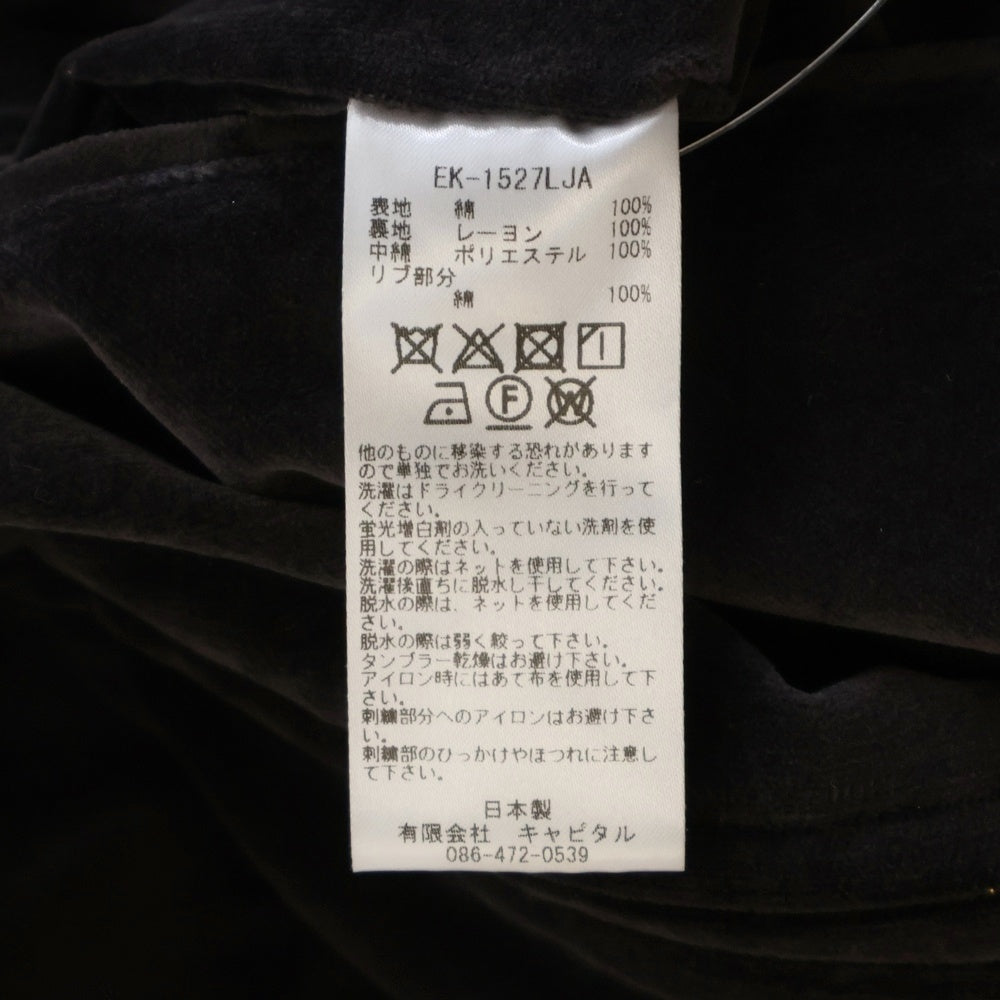 EK-1527LJA
表地 綿 100%
裏地 レーヨン 100%
中綿 ポリエステル 100%
リブ部分
綿 100%
F W
他のものに移染する恐れがあります
ので単独でお洗いください。
洗濯はドライクリーニングを行って
ください。
蛍光増白剤の入っていない洗剤を使
用してください。
洗濯の際はネットを使用して下さい。
洗濯後直ちに脱水し干してください。
脱水の際は、ネットを使用してくだ
さい。
脱水の際は弱く絞って下さい。
タンブラー乾燥はお避け下さい。
アイロン時にはあて布を使用して下
さい。
刺繍部分へのアイロンはお避け下さ
い。
刺繍部のひっかけやほつれに注意し
て下さい。
日本製
有限会社 キャピタル
086-472-0539